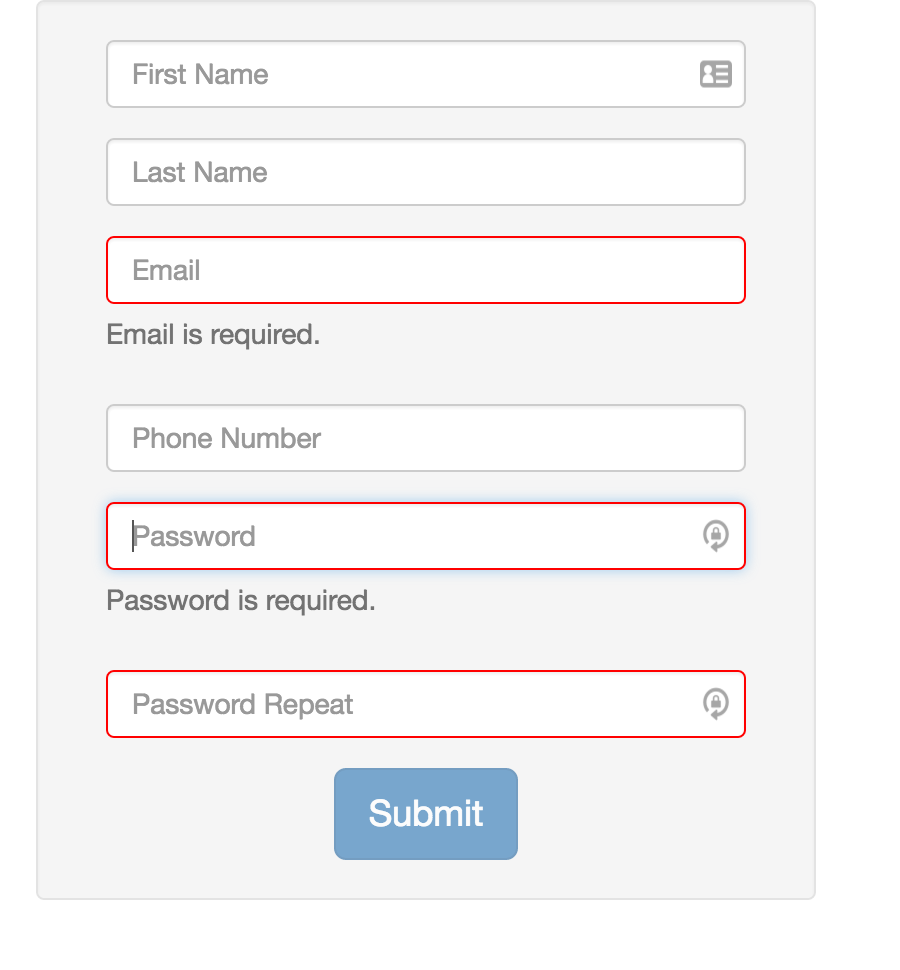 First Name
Last Name
Email
Email is required.
Phone Number
Password
Password is required.
Password Repeat
Submit